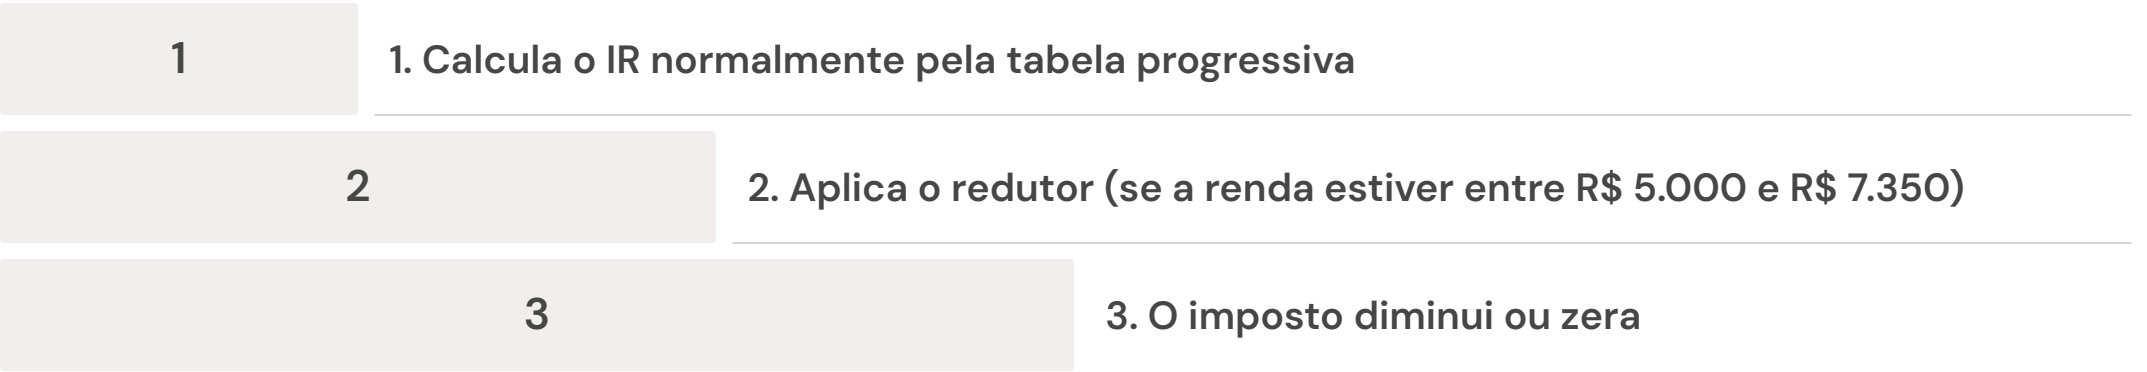 1
1. Calcula o IR normalmente pela tabela progressiva
2
2. Aplica o redutor (se a renda estiver entre R$ 5.000 e R$ 7.350)
3
3. O imposto diminui ou zera